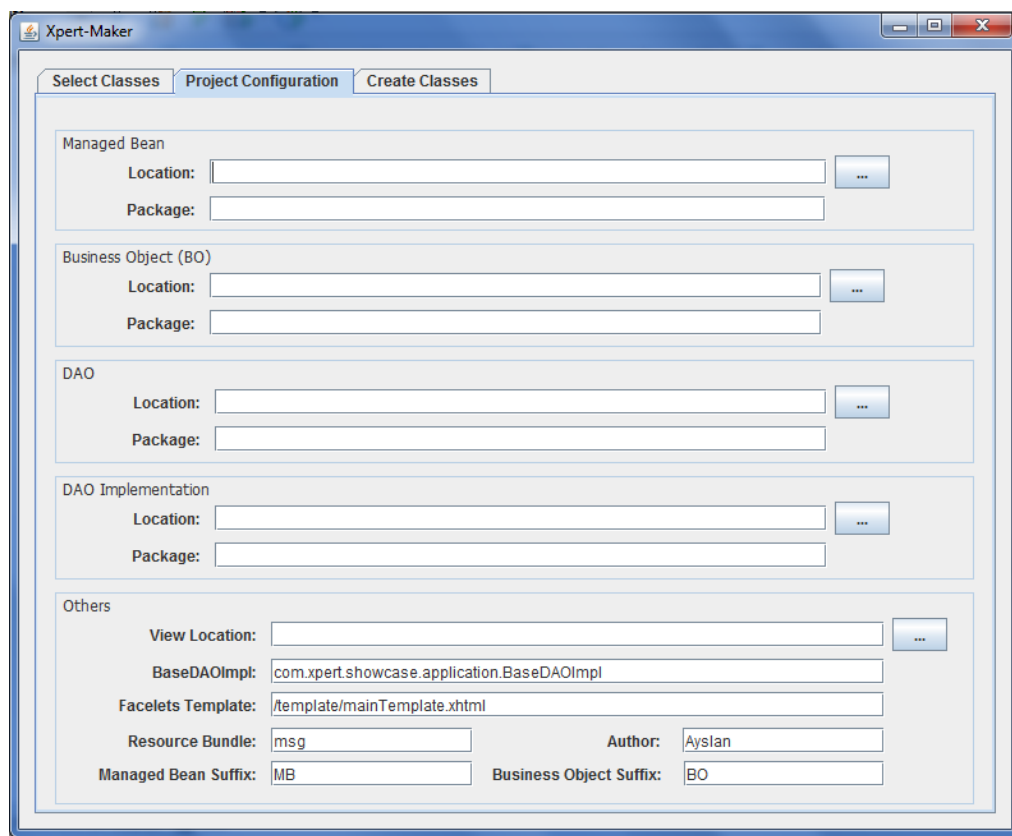 Xpert-Maker
Select Classes Project Configuration Create Classes
Managed Bean
Location: ...
Package:
Business Object (BO)
Location: ...
Package:
DAO
Location: ...
Package:
DAO Implementation
Location: ...
Package:
Others
View Location: ...
BaseDAOImpl: com.xpert.showcase.application.BaseDAOImpl
Facelets Template: /template/mainTemplate.xhtml
Resource Bundle: msg Author: Ayslan
Managed Bean Suffix: MB Business Object Suffix: BO